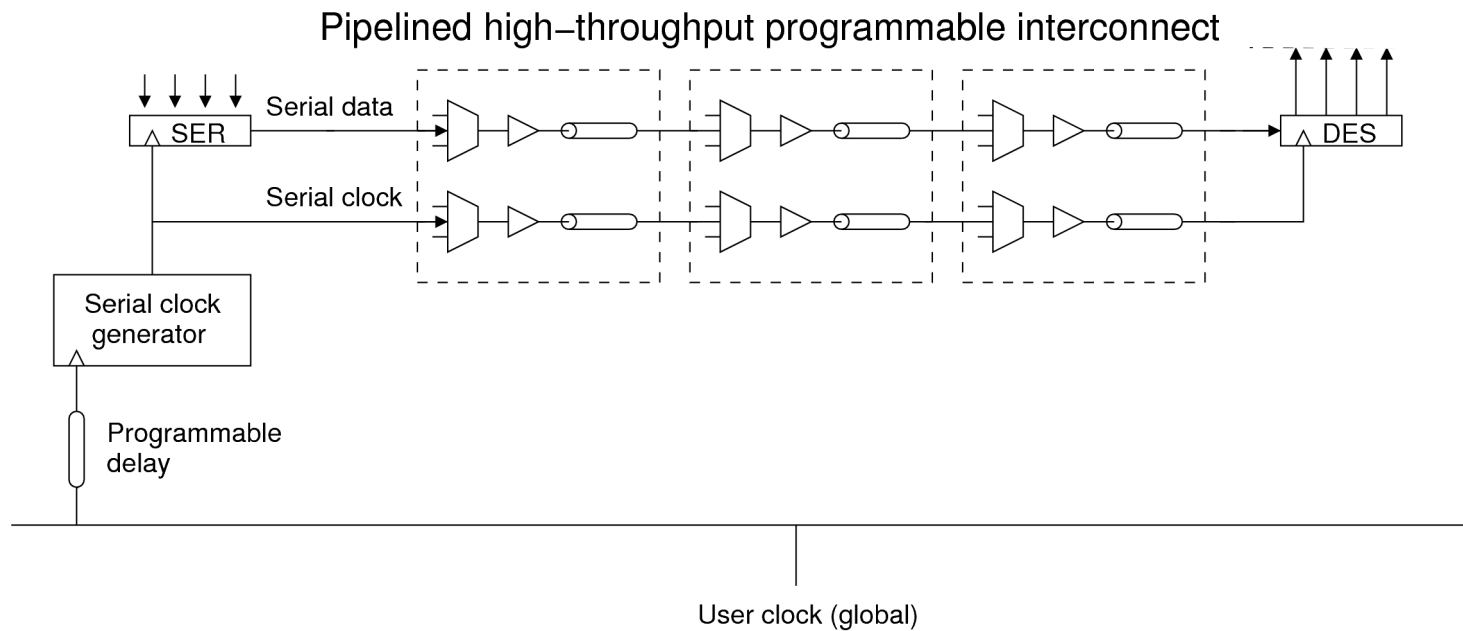 Pipelined high–throughput programmable interconnect
Serial data
SER
DES
Serial clock
Serial clock
generator
Programmable
delay
User clock (global)